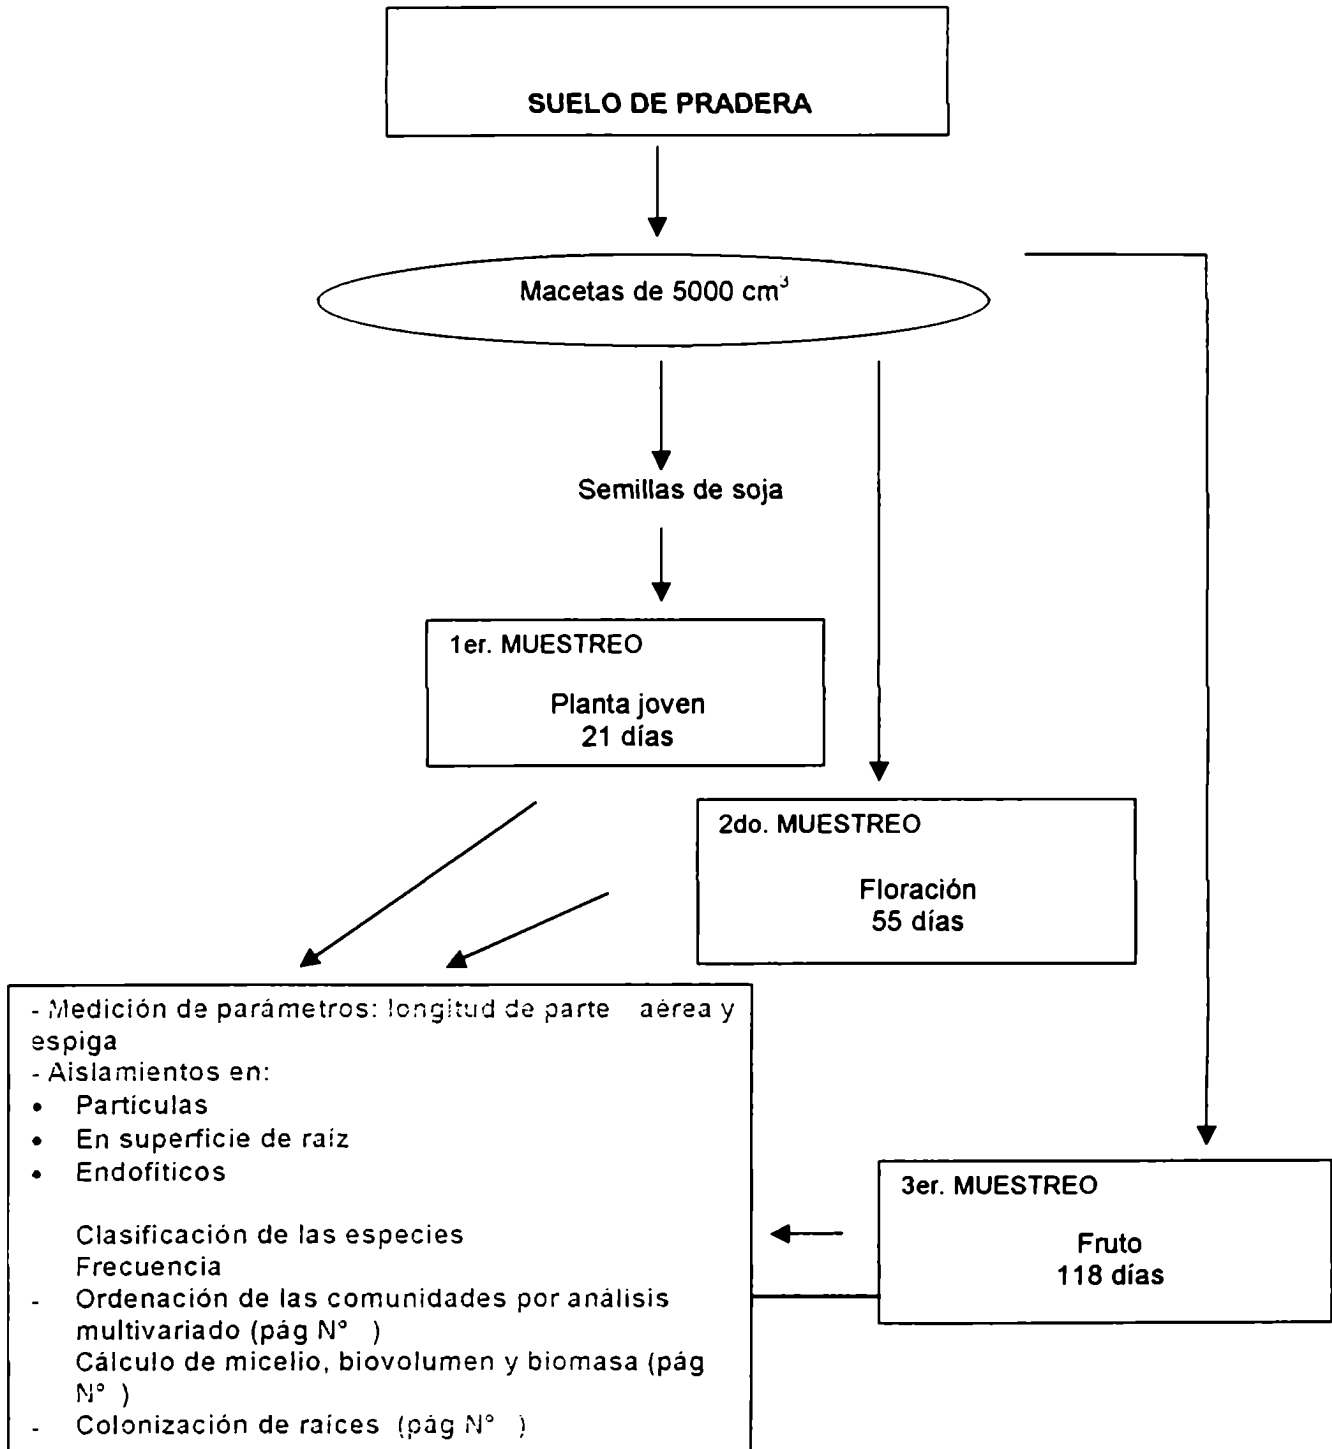 SUELO DE PRADERA
Macetas de 5000 cm³
Semillas de soja
1er. MUESTREO
Planta joven
21 días
2do. MUESTREO
Floración
55 días
- Medición de parámetros: longitud de parte aérea y
espiga
- Aislamientos en:
• Partículas
• En superficie de raíz
• Endofíticos
Clasificación de las especies
Frecuencia
- Ordenación de las comunidades por análisis
multivariado (pág N° )
Cálculo de micelio, biovolumen y biomasa (pág
N° )
- Colonización de raíces (pág N° )
3er. MUESTREO
Fruto
118 días